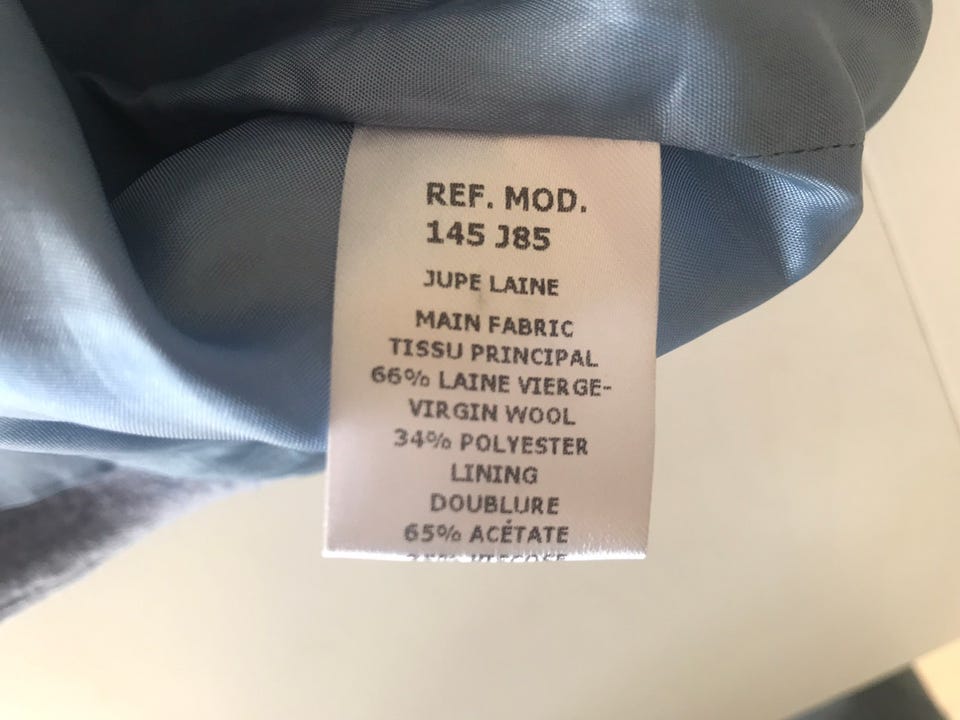 REF. MOD.
145 J85
JUPE LAINE
MAIN FABRIC
TISSU PRINCIPAL
66% LAINE VIERGE-
VIRGIN WOOL
34% POLYESTER
LINING
DOUBLURE
65% ACÉTATE